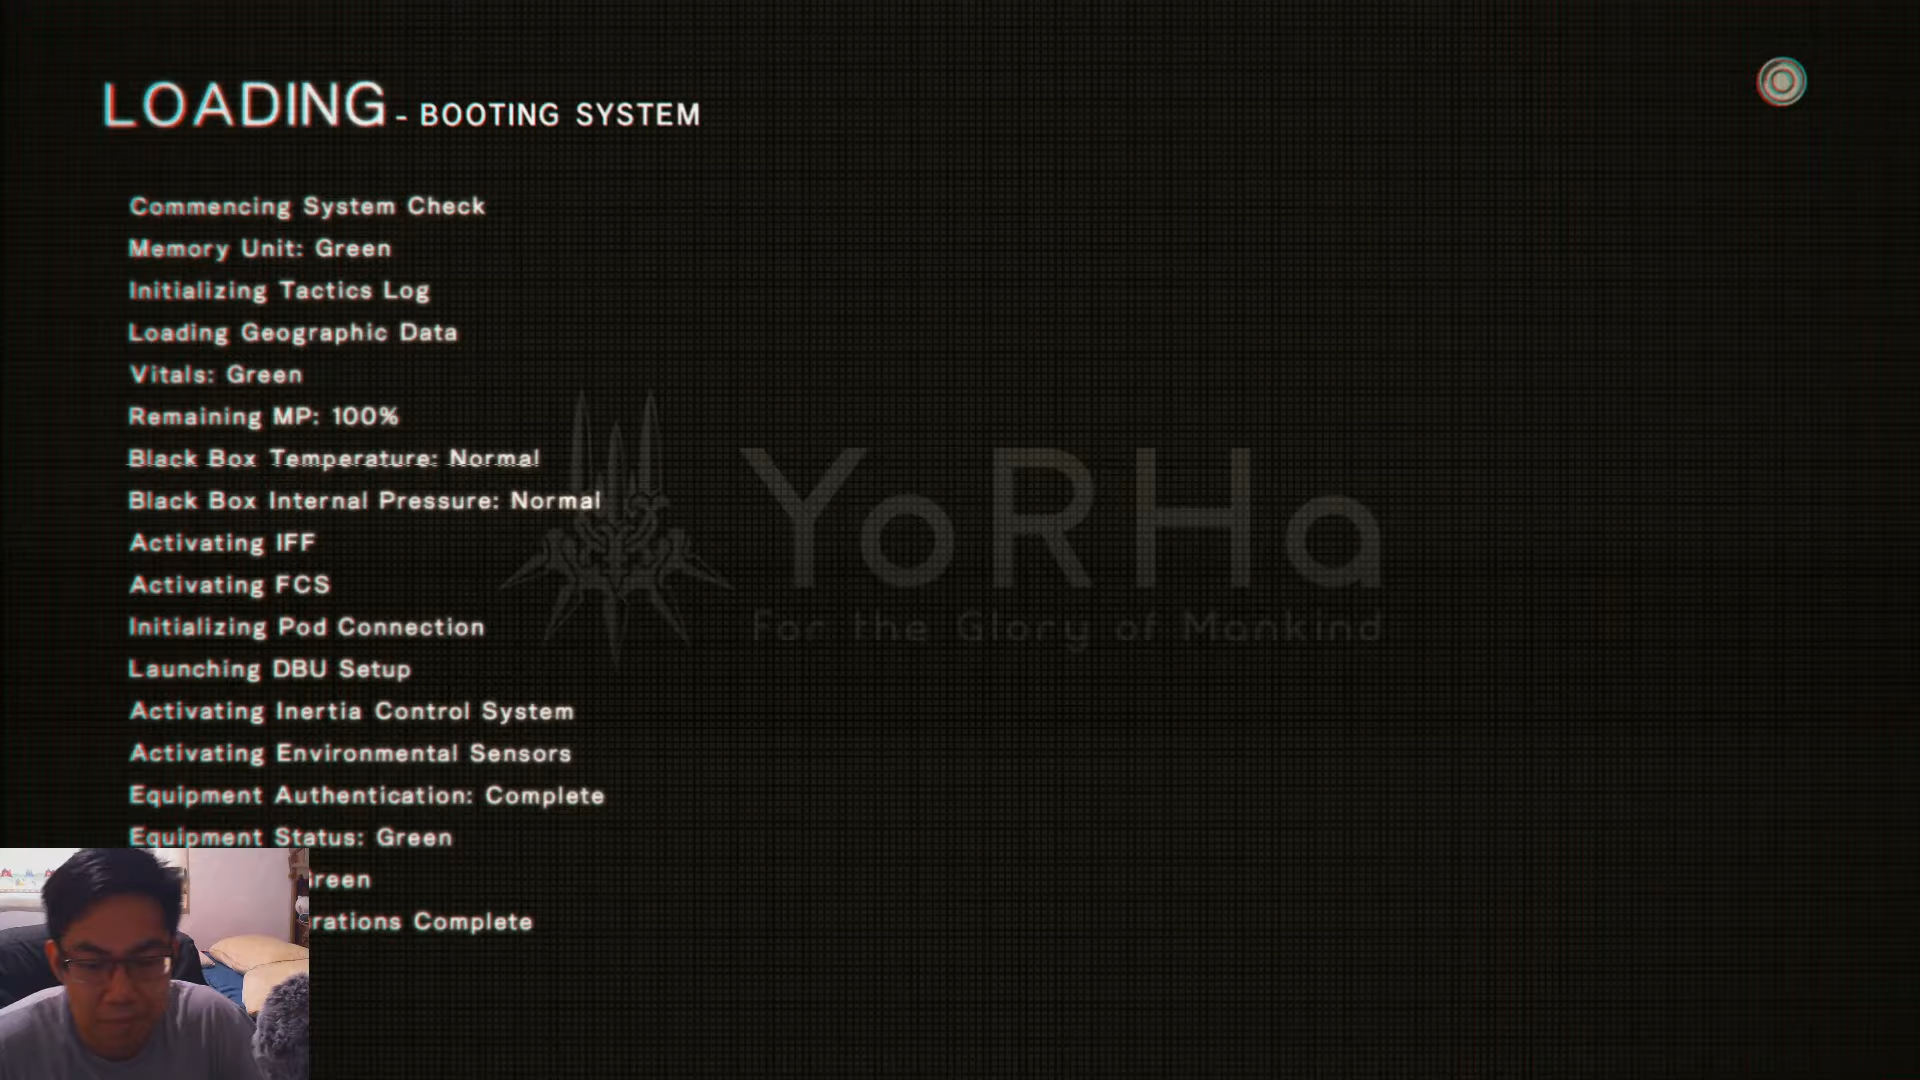 LOADING - BOOTING SYSTEM
Commencing System Check
Memory Unit: Green
Initializing Tactics Log
Loading Geographic Data
Vitals: Green
Remaining MP: 100%
Black Box Temperature: Normal
Black Box Internal Pressure: Normal
Activating IFF
Activating FCS
Initializing Pod Connection
Launching DBU Setup
Activating Inertia Control System
Activating Environmental Sensors
Equipment Authentication: Complete
Equipment Status: Green
reen
rations Complete
YoRHa
For the Glory of Mankind